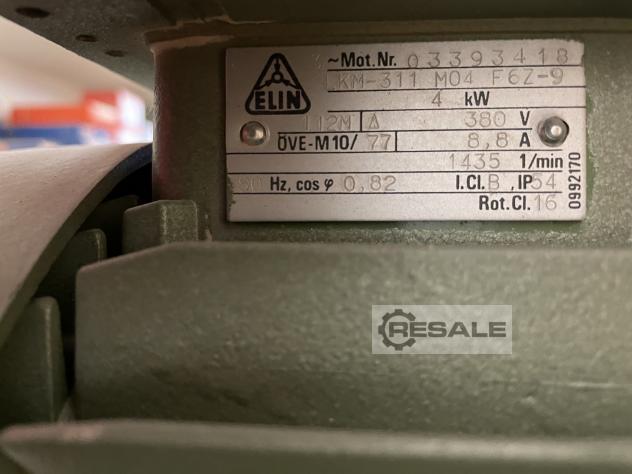 3 ~Mot.Nr. 03393418
KM-311 M04 F6Z-9
ELIN
4 kW
112M Δ 380 V
ÖVE-M10/77 8,8 A
1435 1/min
50 Hz, cos φ 0,82 I.Cl.B , IP54
Rot.Cl.16
0992170
RESALE